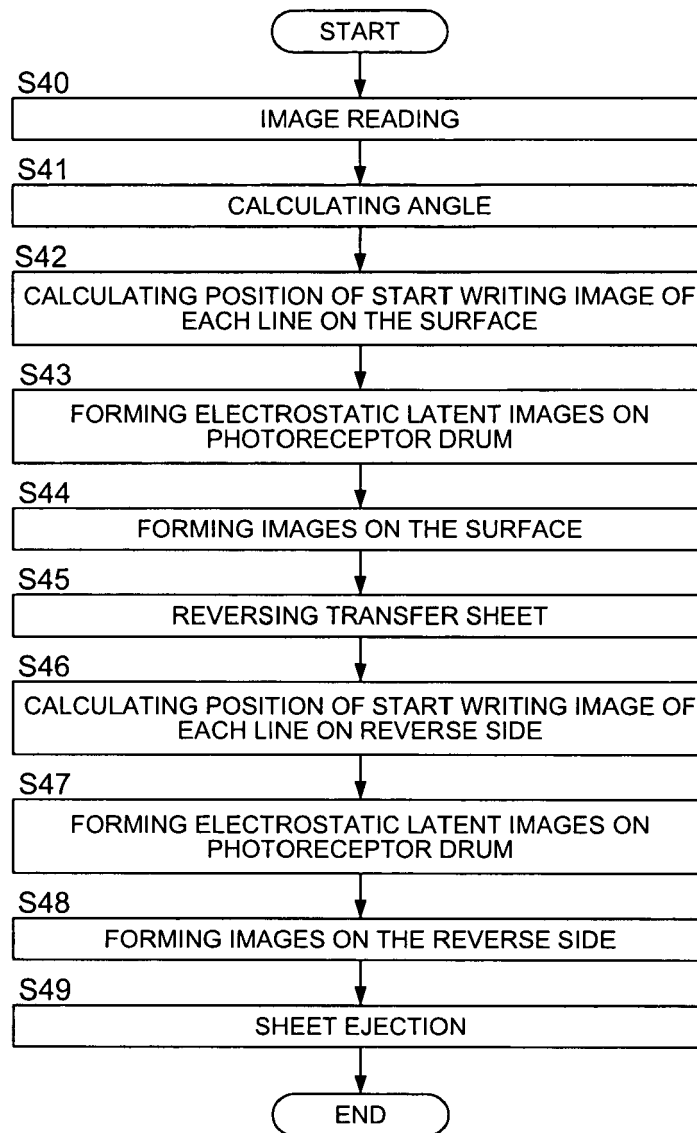 START
S40
IMAGE READING
S41
CALCULATING ANGLE
S42
CALCULATING POSITION OF START WRITING IMAGE OF
EACH LINE ON THE SURFACE
S43
FORMING ELECTROSTATIC LATENT IMAGES ON
PHOTORECEPTOR DRUM
S44
FORMING IMAGES ON THE SURFACE
S45
REVERSING TRANSFER SHEET
S46
CALCULATING POSITION OF START WRITING IMAGE OF
EACH LINE ON REVERSE SIDE
S47
FORMING ELECTROSTATIC LATENT IMAGES ON
PHOTORECEPTOR DRUM
S48
FORMING IMAGES ON THE REVERSE SIDE
S49
SHEET EJECTION
END